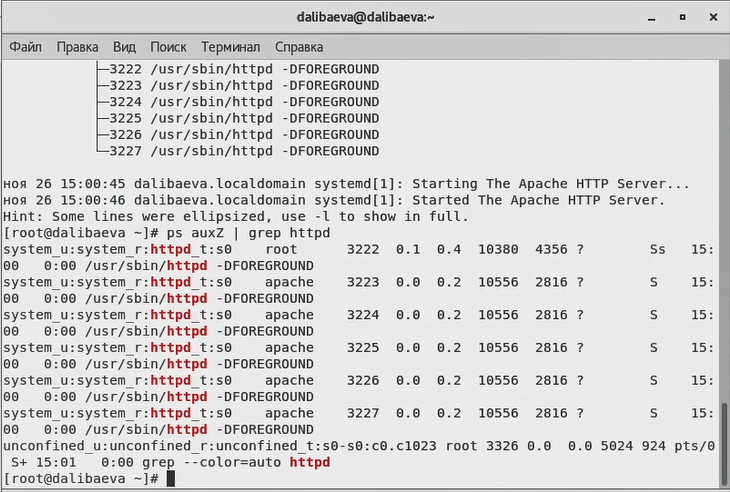 dalibaeva@dalibaeva:~
Файл Правка Вид Поиск Терминал Справка
├─3222 /usr/sbin/httpd -DFOREGROUND
├─3223 /usr/sbin/httpd -DFOREGROUND
├─3224 /usr/sbin/httpd -DFOREGROUND
├─3225 /usr/sbin/httpd -DFOREGROUND
├─3226 /usr/sbin/httpd -DFOREGROUND
└─3227 /usr/sbin/httpd -DFOREGROUND
ноя 26 15:00:45 dalibaeva.localdomain systemd[1]: Starting The Apache HTTP Server...
ноя 26 15:00:46 dalibaeva.localdomain systemd[1]: Started The Apache HTTP Server.
Hint: Some lines were ellipsized, use -l to show in full.
[root@dalibaeva ~]# ps auxZ | grep httpd
system_u:system_r:httpd_t:s0    root      3222  0.1  0.4  10380  4356 ?        Ss   15:
00   0:00 /usr/sbin/httpd -DFOREGROUND
system_u:system_r:httpd_t:s0    apache    3223  0.0  0.2  10556  2816 ?        S    15:
00   0:00 /usr/sbin/httpd -DFOREGROUND
system_u:system_r:httpd_t:s0    apache    3224  0.0  0.2  10556  2816 ?        S    15:
00   0:00 /usr/sbin/httpd -DFOREGROUND
system_u:system_r:httpd_t:s0    apache    3225  0.0  0.2  10556  2816 ?        S    15:
00   0:00 /usr/sbin/httpd -DFOREGROUND
system_u:system_r:httpd_t:s0    apache    3226  0.0  0.2  10556  2816 ?        S    15:
00   0:00 /usr/sbin/httpd -DFOREGROUND
system_u:system_r:httpd_t:s0    apache    3227  0.0  0.2  10556  2816 ?        S    15:
00   0:00 /usr/sbin/httpd -DFOREGROUND
unconfined_u:unconfined_r:unconfined_t:s0-s0:c0.c1023 root 3326 0.0  0.0 5024 924 pts/0
S+ 15:01   0:00 grep --color=auto httpd
[root@dalibaeva ~]#